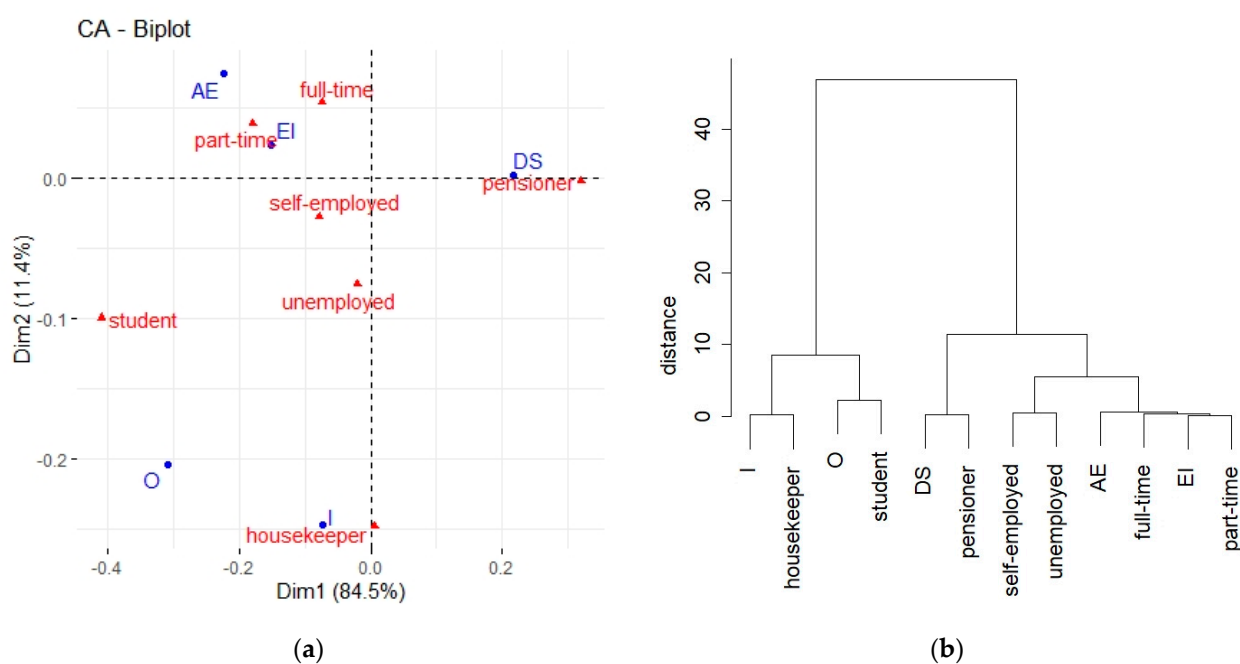 CA - Biplot
AE
full-time
part-time
EI
DS
pensioner
self-employed
unemployed
student
O
I
housekeeper
0.0
-0.1
-0.2
Dim2 (11.4%)
-0.4
-0.2
0.0
0.2
Dim1 (84.5%)
(a)
distance
40
30
20
10
0
I
housekeeper
O
student
DS
pensioner
self-employed
unemployed
AE
full-time
EI
part-time
(b)